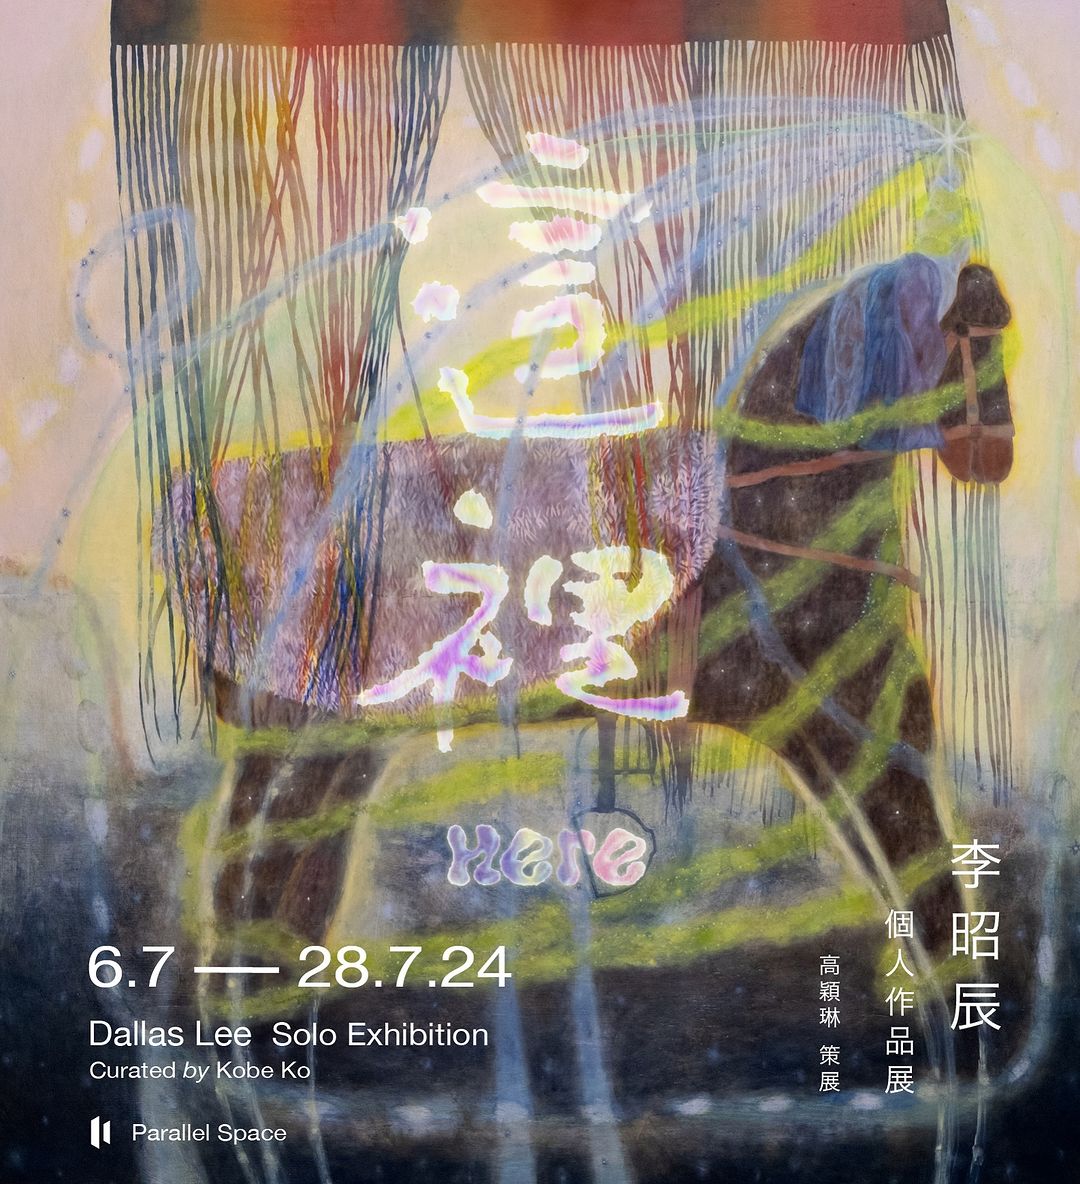 這裡
Here
6.7 — 28.7.24
Dallas Lee Solo Exhibition
Curated by Kobe Ko
Parallel Space
李昭辰
個人作品展
高穎琳 策展